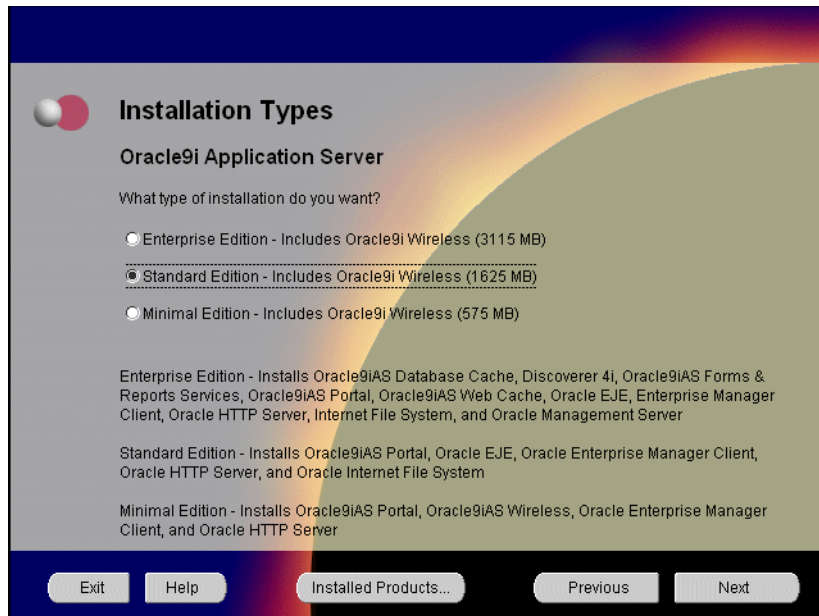 Installation Types
Oracle9i Application Server
What type of installation do you want?
Enterprise Edition - Includes Oracle9i Wireless (3115 MB)
Standard Edition - Includes Oracle9i Wireless (1625 MB)
Minimal Edition - Includes Oracle9i Wireless (575 MB)
Enterprise Edition - Installs Oracle9iAS Database Cache, Discoverer 4i, Oracle9iAS Forms &
Reports Services, Oracle9iAS Portal, Oracle9iAS Web Cache, Oracle EJE, Enterprise Manager
Client, Oracle HTTP Server, Internet File System, and Oracle Management Server
Standard Edition - Installs Oracle9iAS Portal, Oracle EJE, Oracle Enterprise Manager Client,
Oracle HTTP Server, and Oracle Internet File System
Minimal Edition - Installs Oracle9iAS Portal, Oracle9iAS Wireless, Oracle Enterprise Manager
Client, and Oracle HTTP Server
Exit Help Installed Products... Previous Next